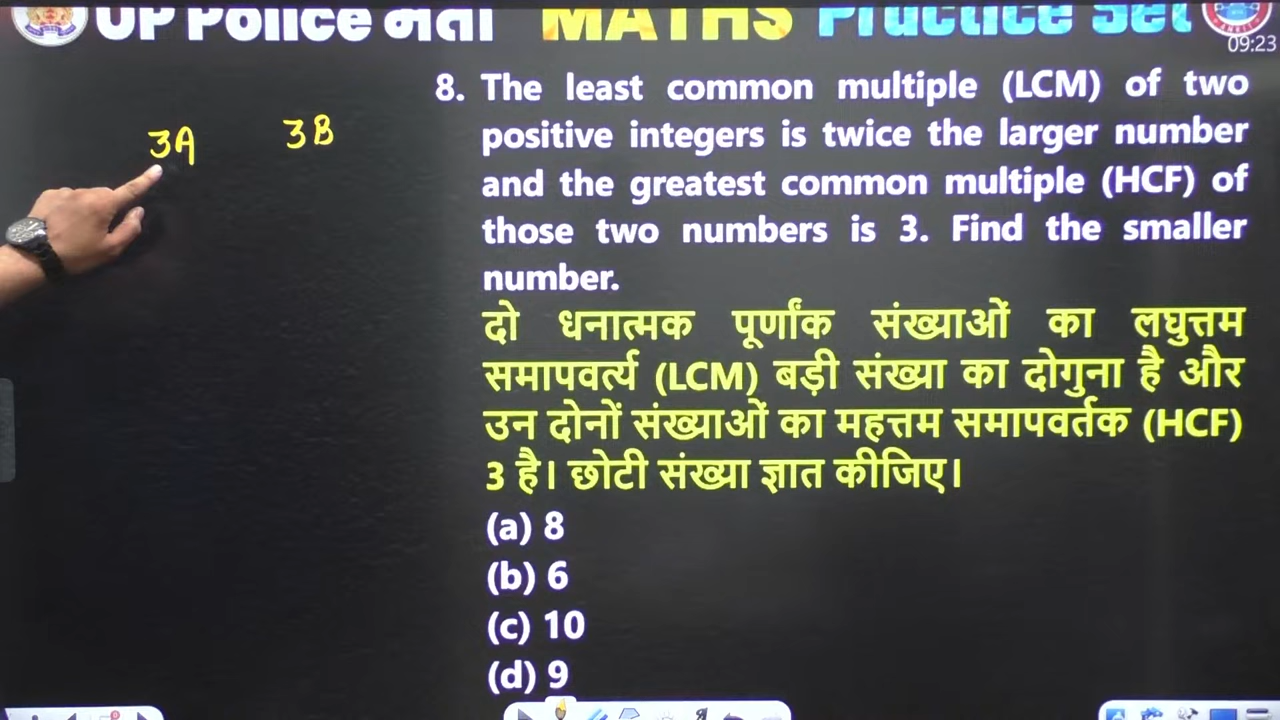 UP Police भर्ती MATHS Practice Set
09:23
3A 3B
8. The least common multiple (LCM) of two
positive integers is twice the larger number
and the greatest common multiple (HCF) of
those two numbers is 3. Find the smaller
number.
दो धनात्मक पूर्णांक संख्याओं का लघुत्तम
समापवर्त्य (LCM) बड़ी संख्या का दोगुना है और
उन दोनों संख्याओं का महत्तम समापवर्तक (HCF)
3 है। छोटी संख्या ज्ञात कीजिए।
(a) 8
(b) 6
(c) 10
(d) 9